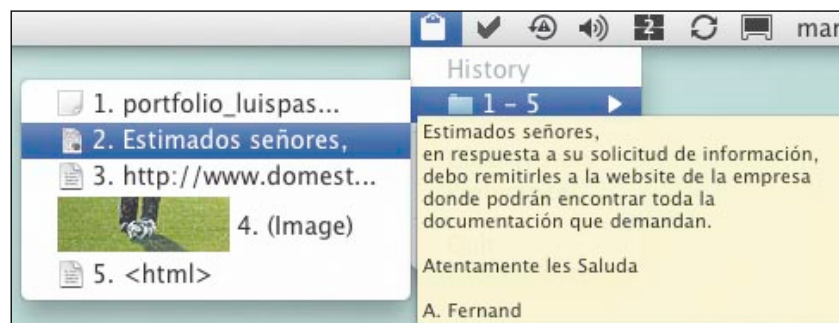 2
mar
History
1 – 5
1. portfolio_luispas...
2. Estimados señores,
3. http://www.domest...
4. (Image)
5. <html>
Estimados señores,
en respuesta a su solicitud de información,
debo remitirles a la website de la empresa
donde podrán encontrar toda la
documentación que demandan.
Atentamente les Saluda
A. Fernand